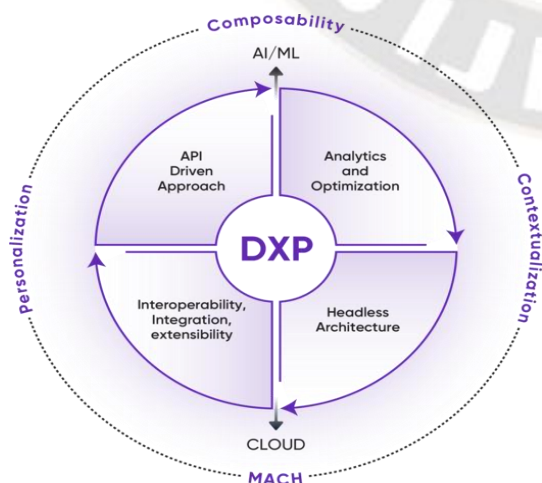 Composability
AI/ML
API
Driven
Approach
Analytics
and
Optimization
Personalization
DXP
Contextualization
Interoperability,
Integration,
extensibility
Headless
Architecture
CLOUD
MACH